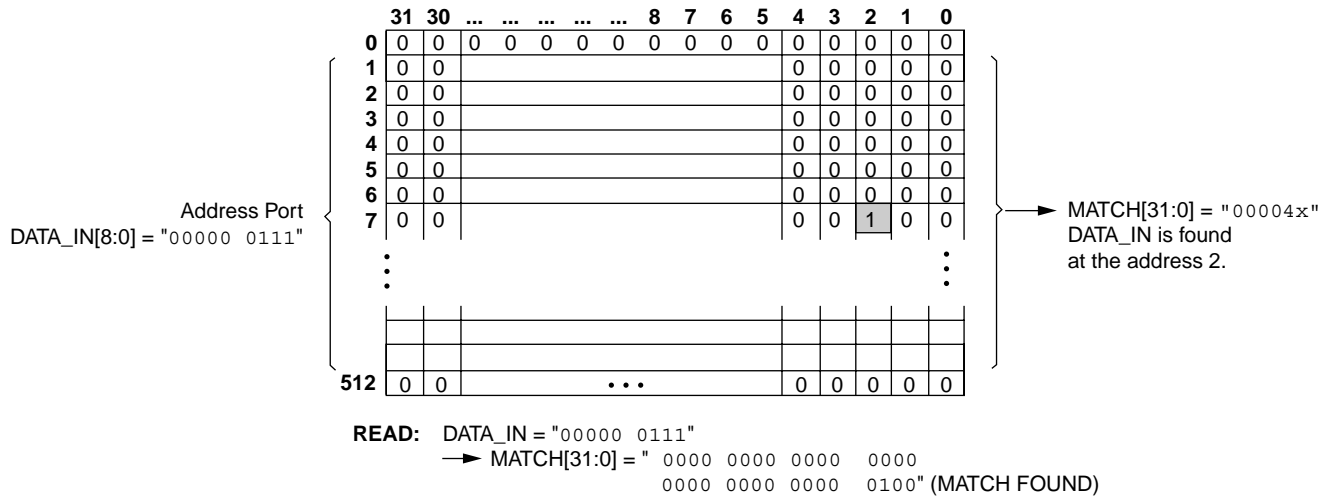 31 30 ... ... ... ... ... 8 7 6 5 4 3 2 1 0
0 0 0 0 0 0 0 0 0 0 0 0 0 0 0 0 0
1 0 0 0 0 0 0 0
2 0 0 0 0 0 0 0
3 0 0 0 0 0 0 0
4 0 0 0 0 0 0 0
5 0 0 0 0 0 0 0
6 0 0 0 0 0 0 0
7 0 0 0 0 1 0 0
Address Port
DATA_IN[8:0] = "00000 0111"
MATCH[31:0] = "00004x"
DATA_IN is found
at the address 2.
512 0 0 ... 0 0 0 0 0
READ: DATA_IN = "00000 0111"
MATCH[31:0] = " 0000 0000 0000 0000
0000 0000 0000 0100" (MATCH FOUND)